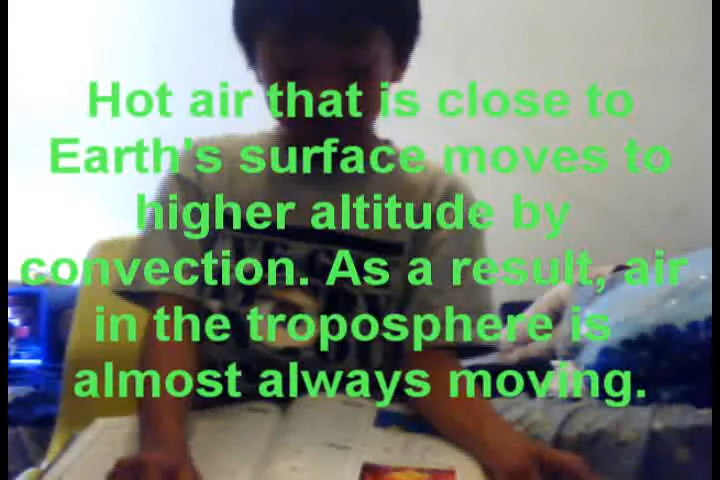 Hot air that is close to
Earth's surface moves to
higher altitude by
convection. As a result, air
in the troposphere is
almost always moving.